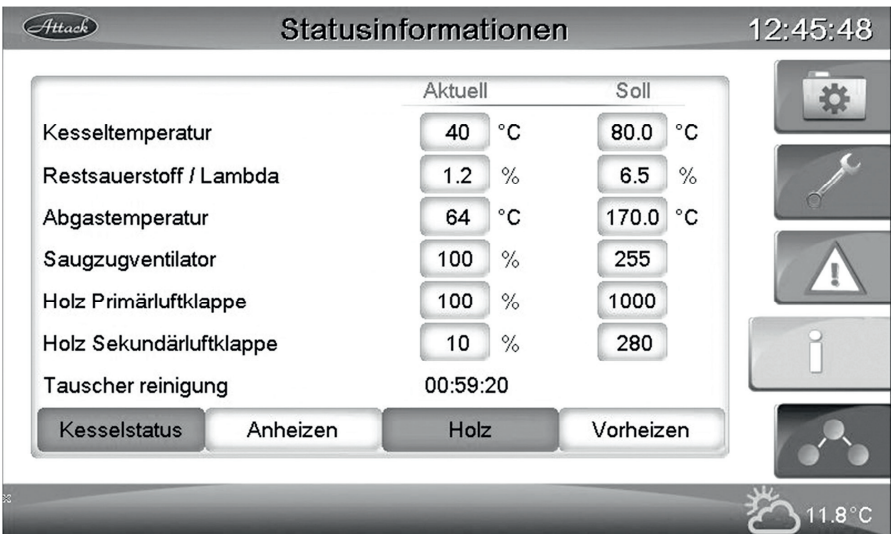 Attack Statusinformationen 12:45:48
Aktuell Soll
Kesseltemperatur 40 °C 80.0 °C
Restsauerstoff / Lambda 1.2 % 6.5 %
Abgastemperatur 64 °C 170.0 °C
Saugzugventilator 100 % 255
Holz Primärluftklappe 100 % 1000
Holz Sekundärluftklappe 10 % 280
Tauscher reinigung 00:59:20
Kesselstatus Anheizen Holz Vorheizen
11.8°C